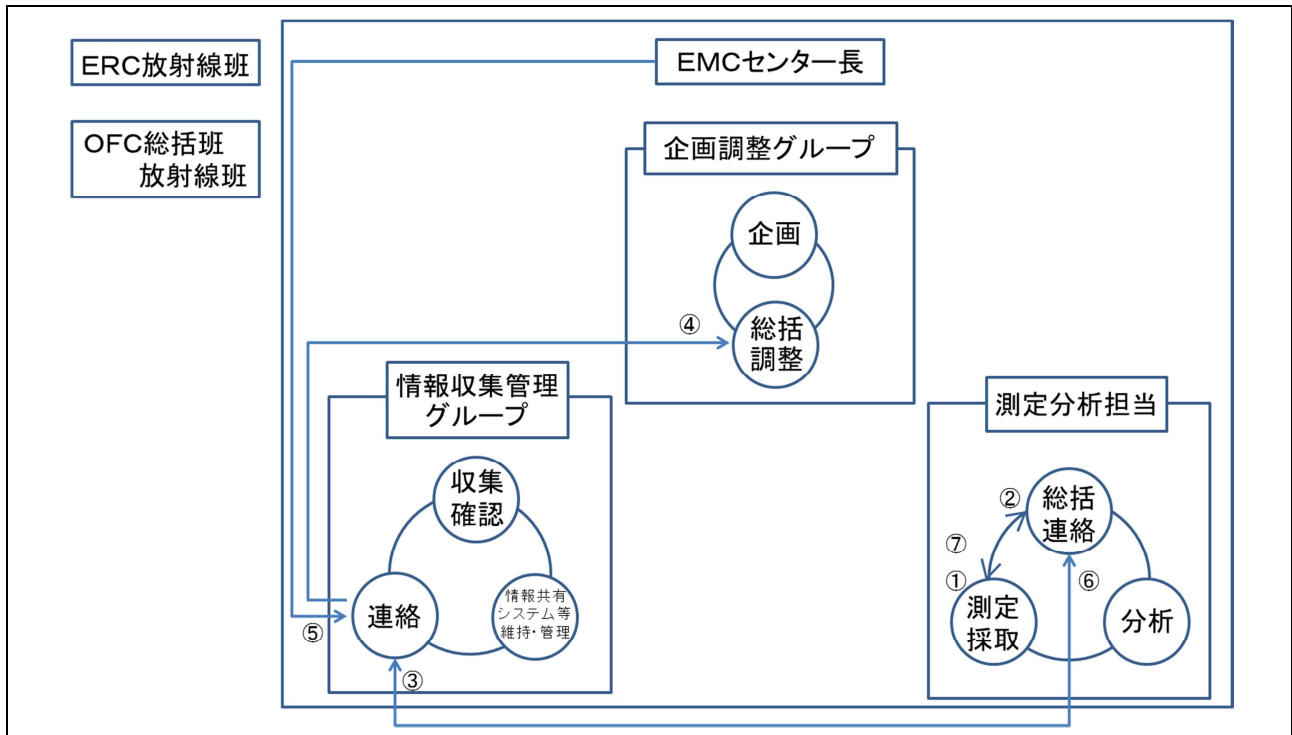 ERC放射線班
EMCセンター長
OFC総括班
放射線班
企画調整グループ
企画
④
総括
調整
情報収集管理
グループ
収集
確認
連絡
情報共有
システム等
維持・管理
⑤
③
測定分析担当
②
総括
連絡
⑦
①
⑥
測定
採取
分析